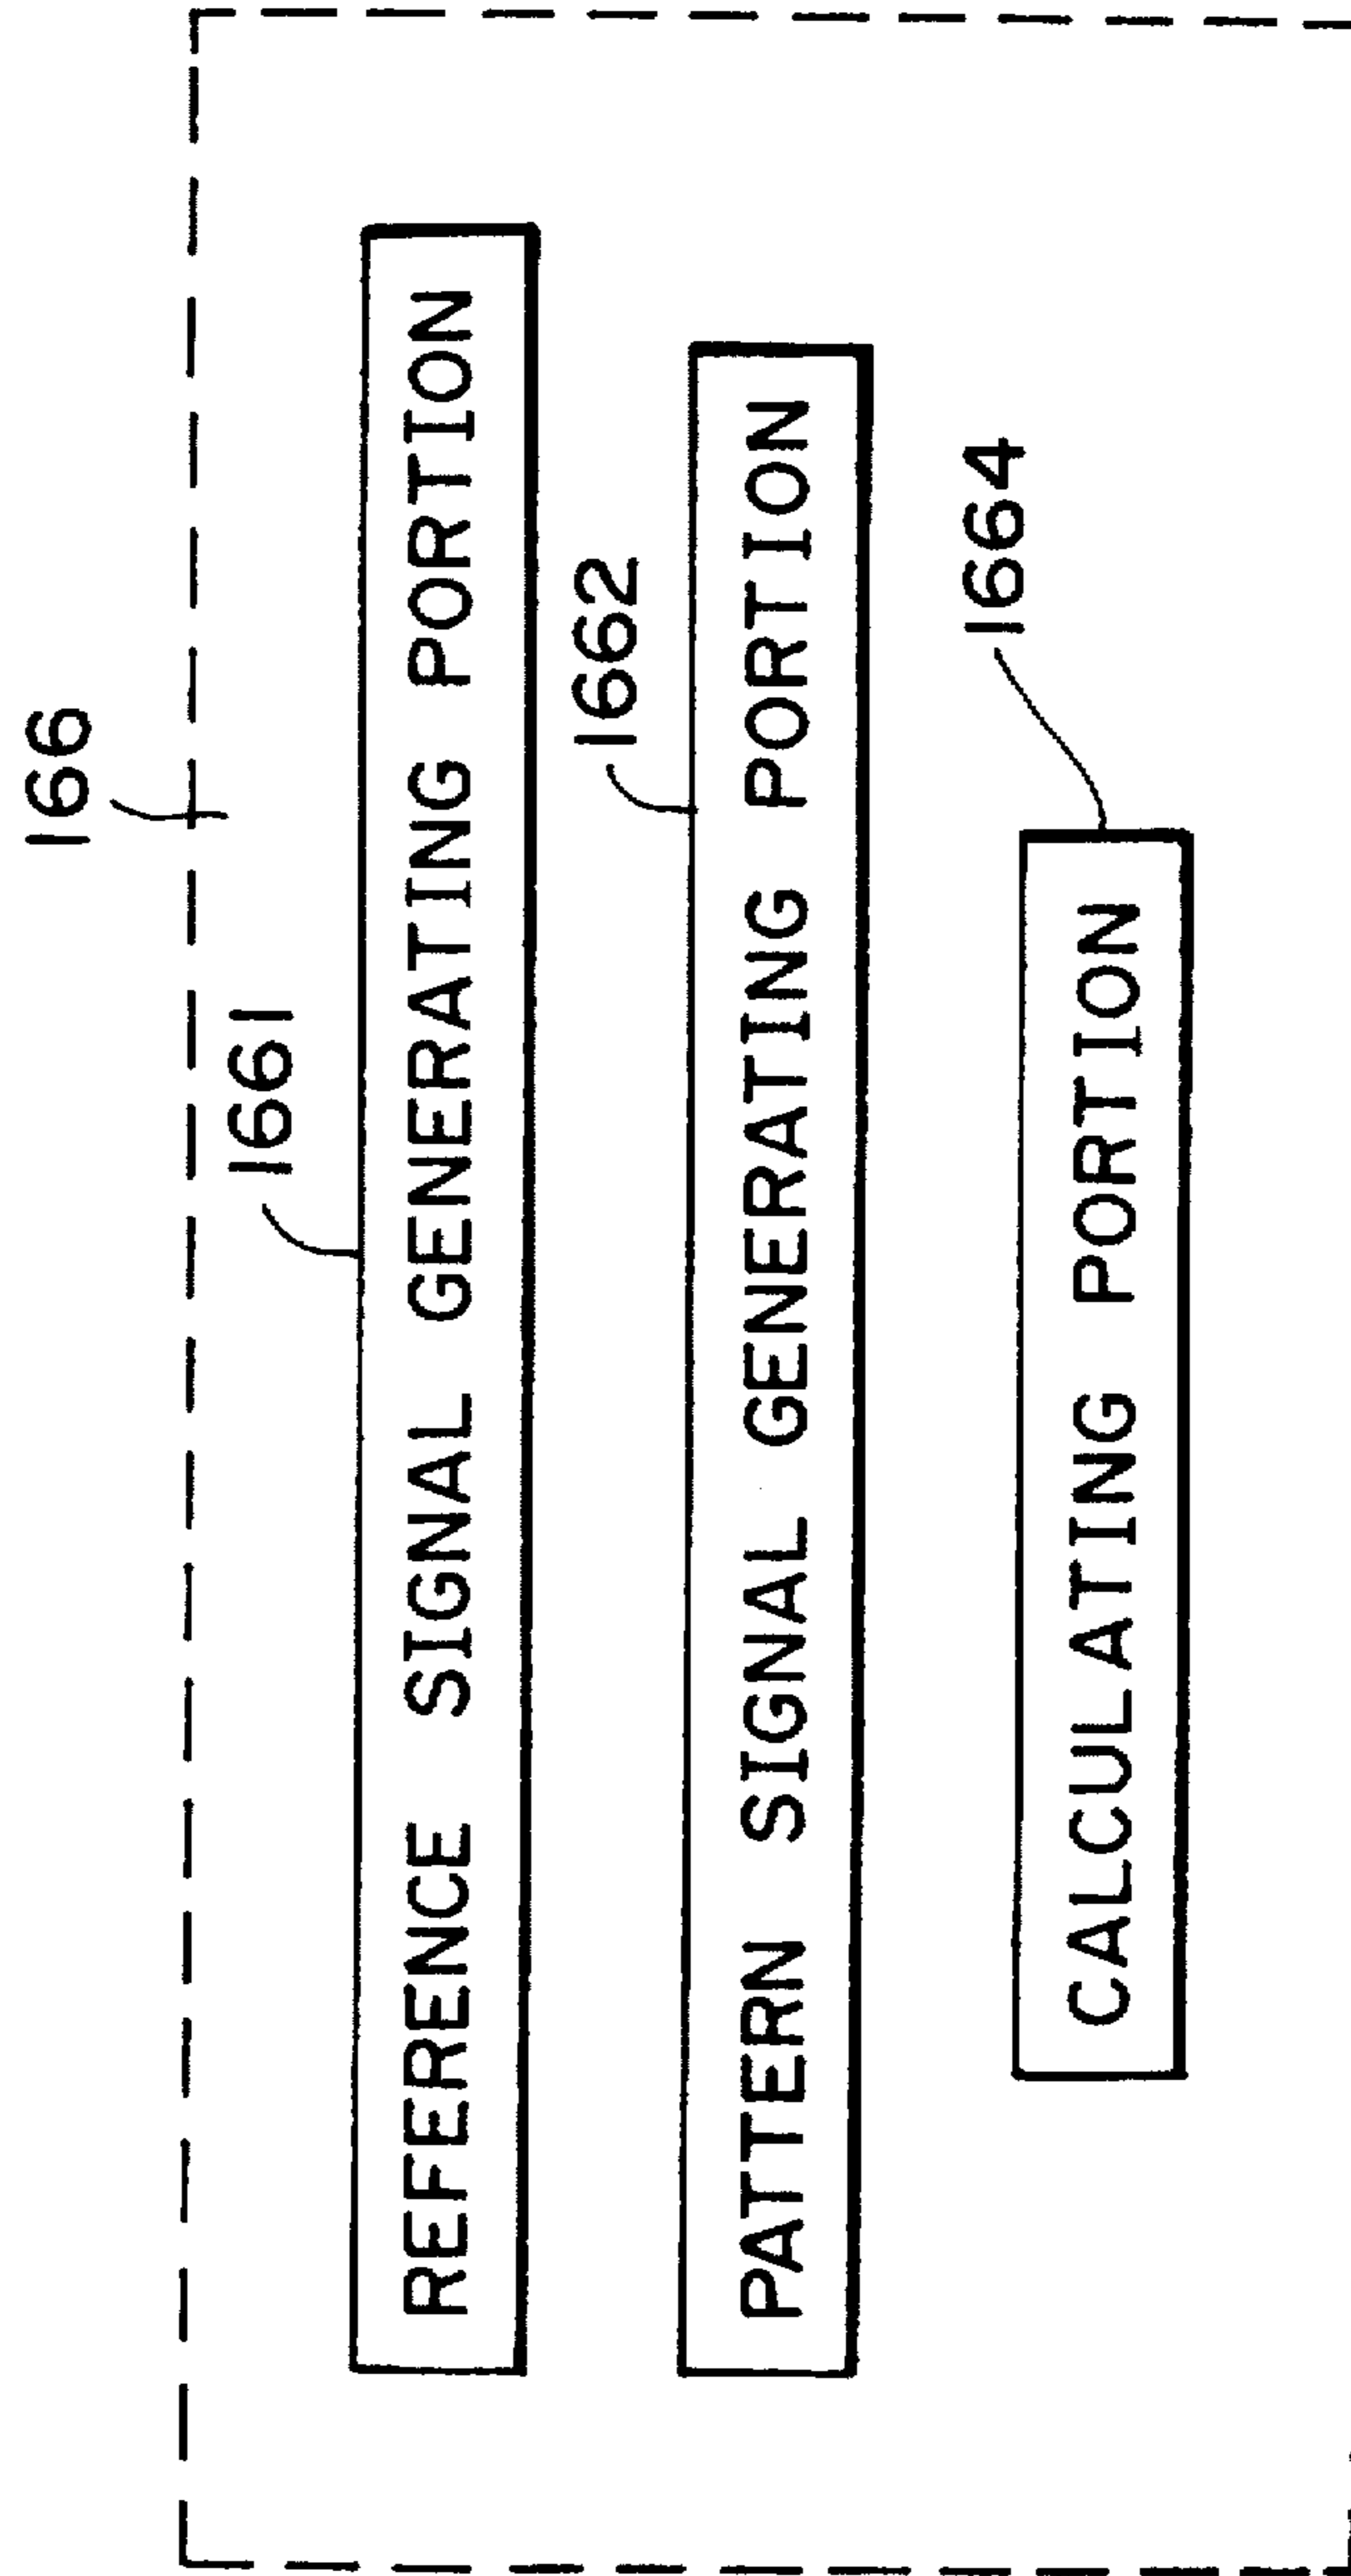 166
1661
REFERENCE SIGNAL GENERATING PORTION
1662
PATTERN SIGNAL GENERATING PORTION
1664
CALCULATING PORTION